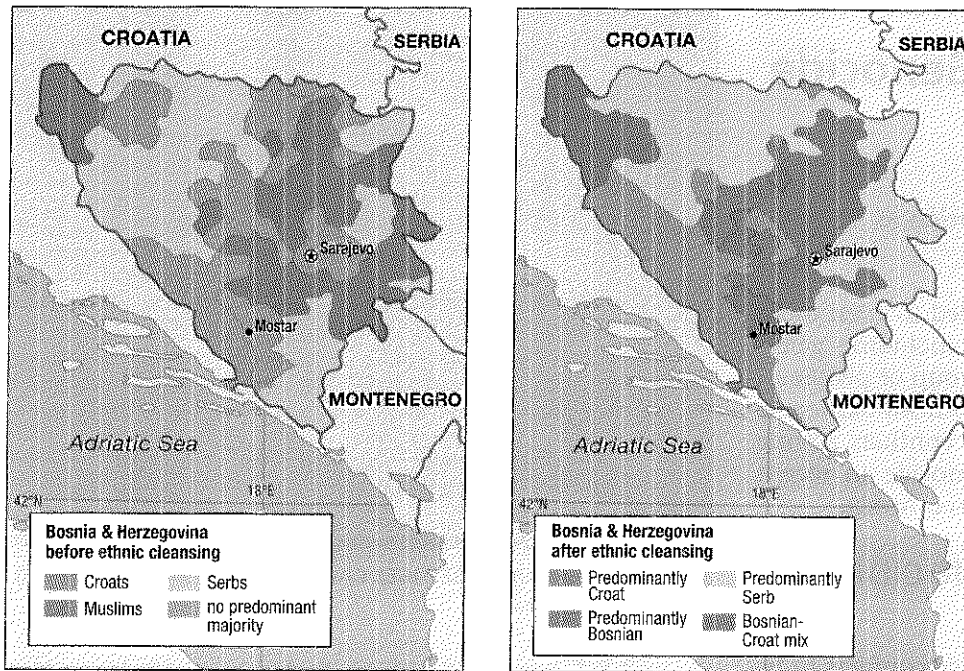 CROATIA
SERBIA
Sarajevo
Mostar
MONTENEGRO
Adriatic Sea
18°E
42°N
Bosnia & Herzegovina
before ethnic cleansing
Croats
Serbs
Muslims
no predominant
majority
CROATIA
SERBIA
Sarajevo
Mostar
MONTENEGRO
Adriatic Sea
18°E
42°N
Bosnia & Herzegovina
after ethnic cleansing
Predominantly
Croat
Predominantly
Serb
Predominantly
Bosnian
Bosnian-
Croat mix